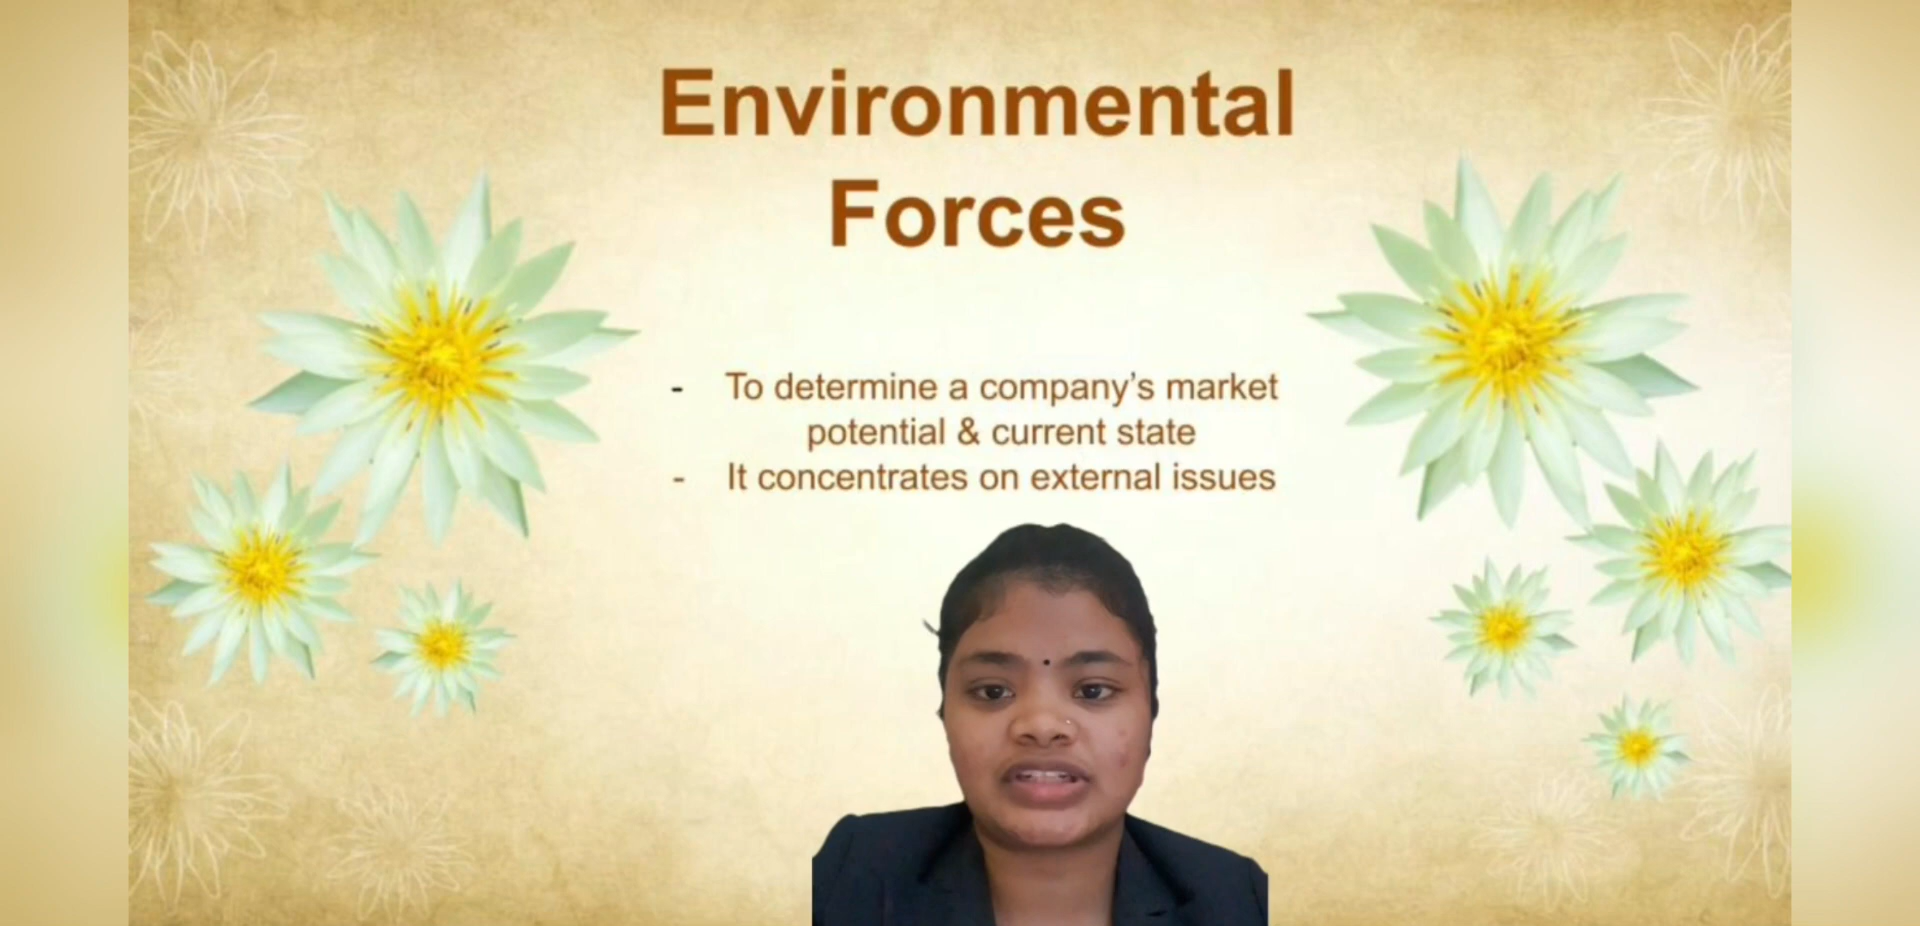 Environmental
Forces
- To determine a company’s market
potential & current state
- It concentrates on external issues